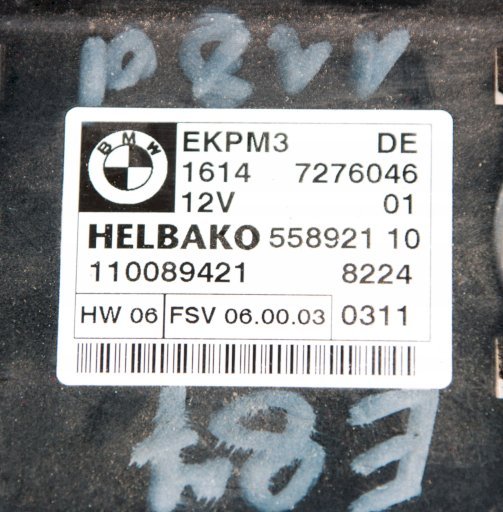 118d
BMW
EKPM3 DE
1614 7276046
12V 01
HELBAKO 558921 10
110089421 8224
HW 06 FSV 06.00.03 0311
E87